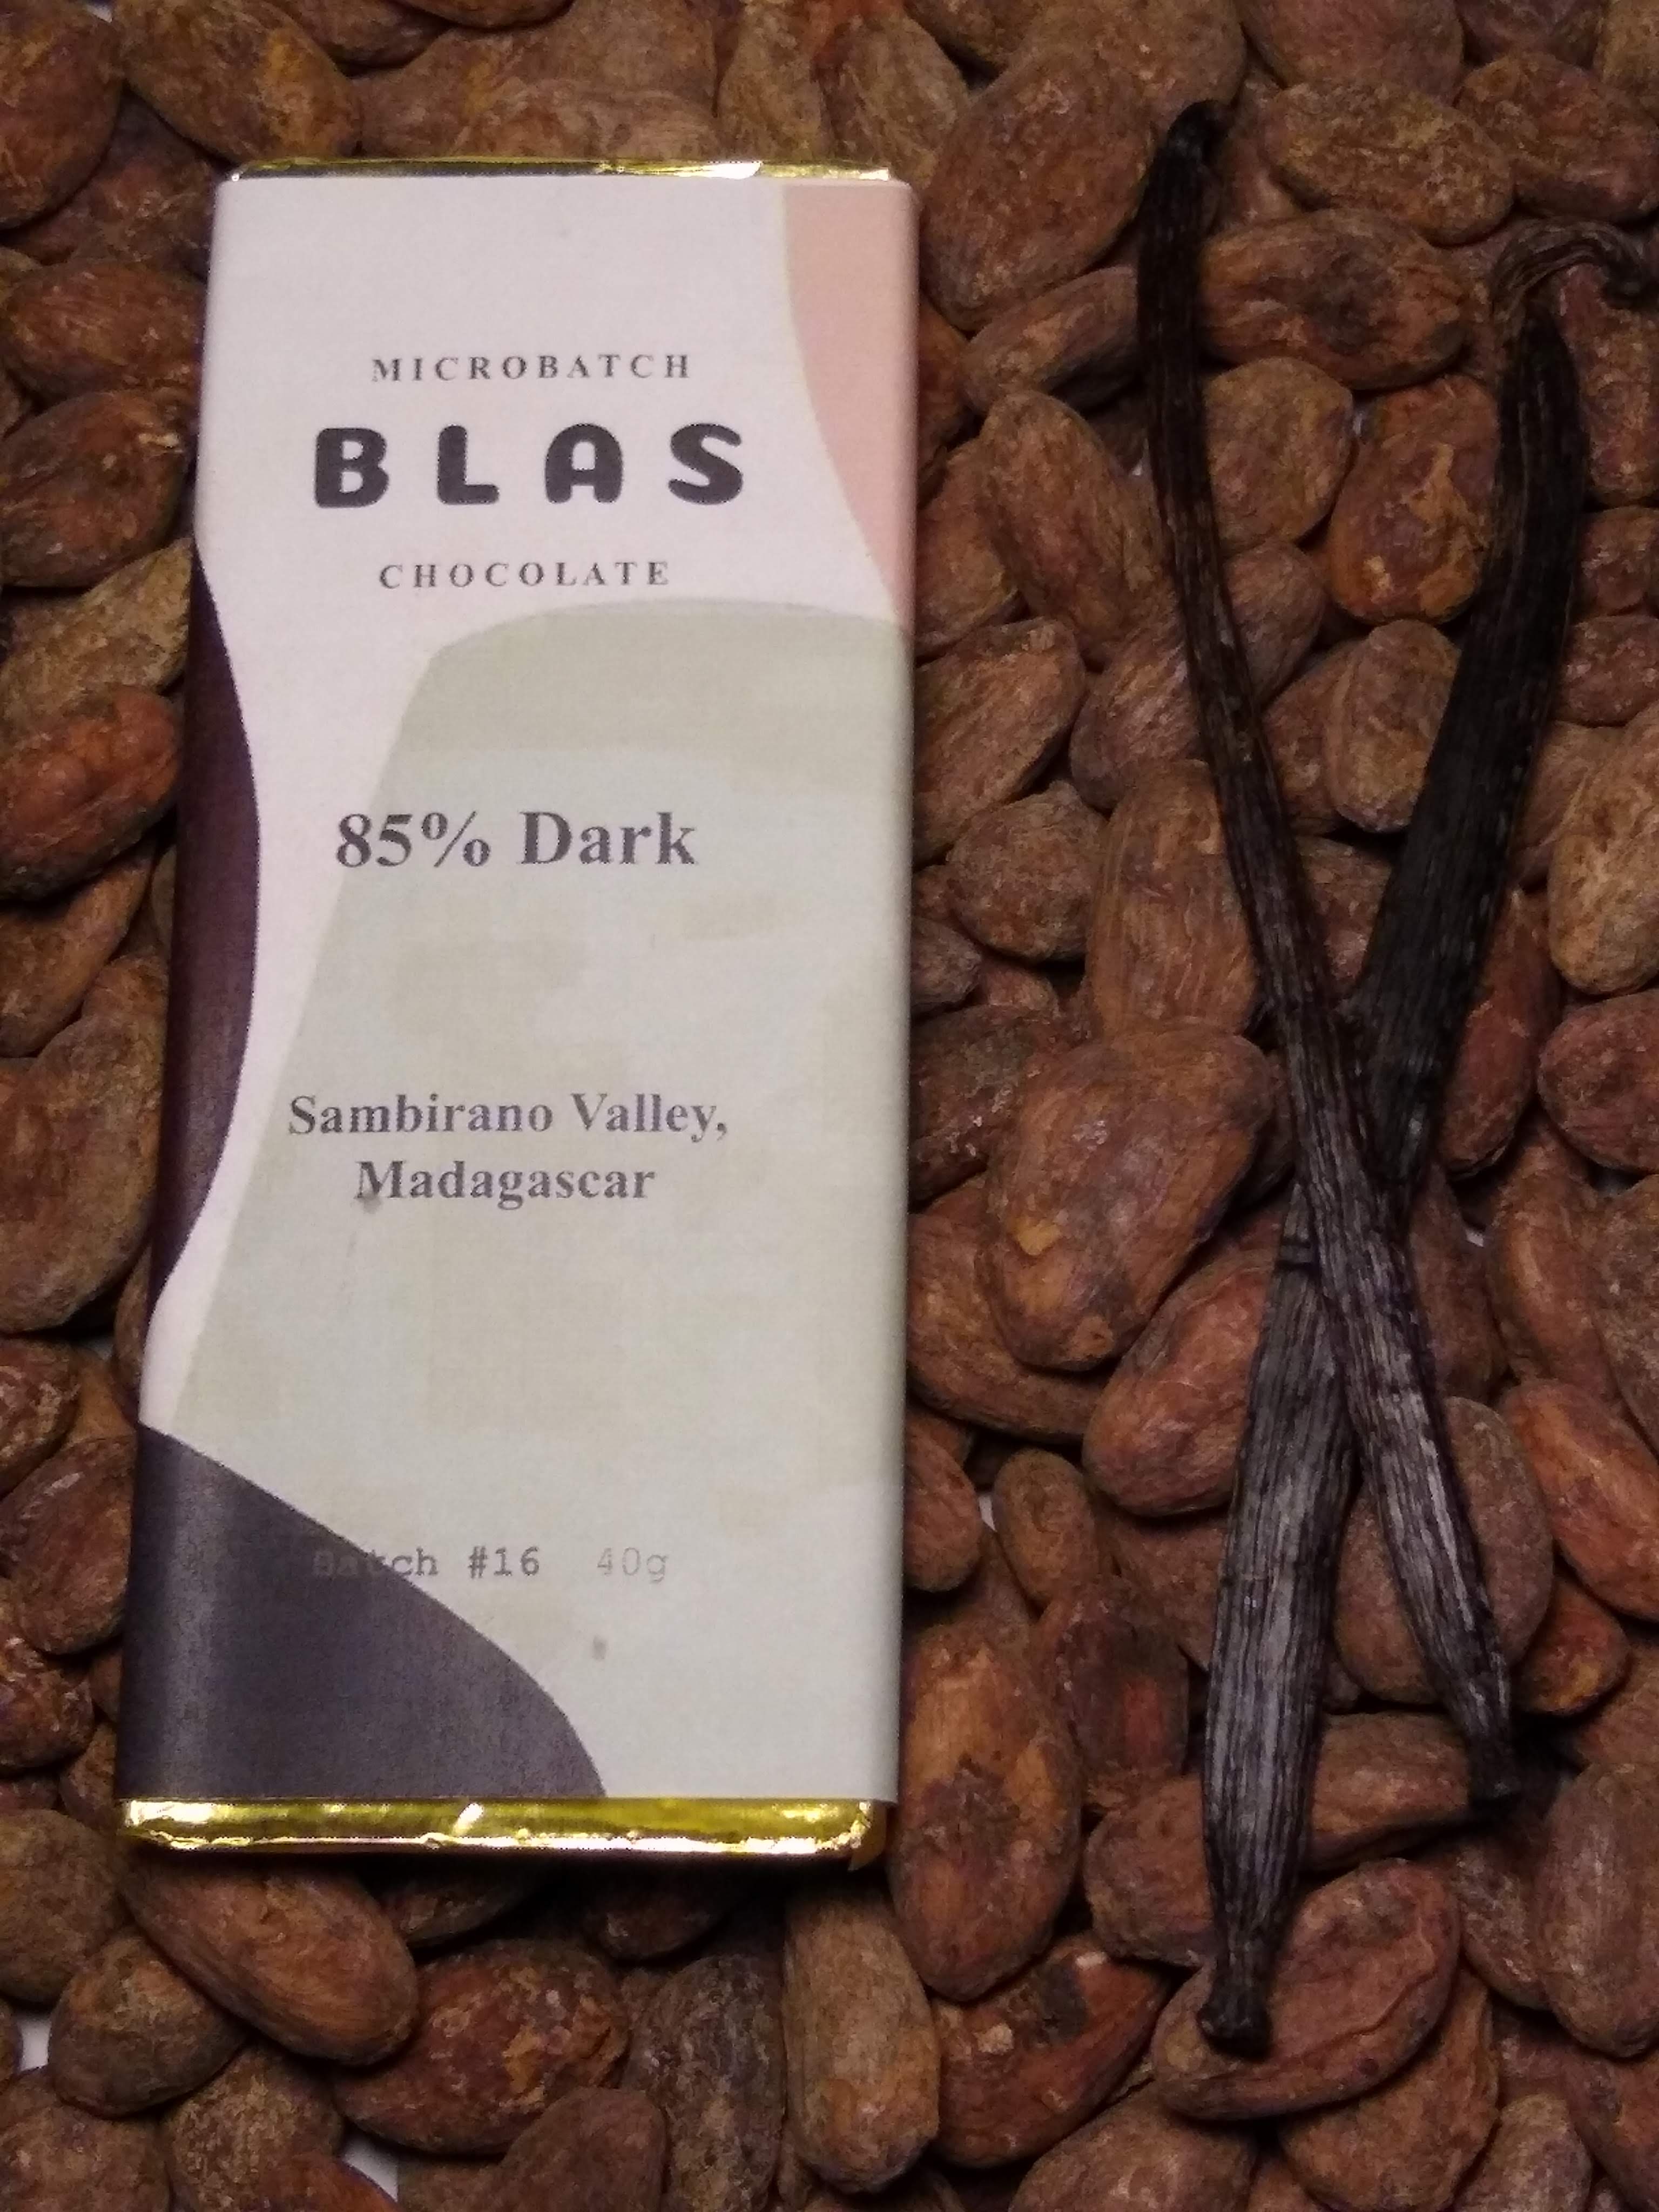 MICROBATCH
BLAS
CHOCOLATE
85% Dark
Sambirano Valley,
Madagascar
Batch #16 40g